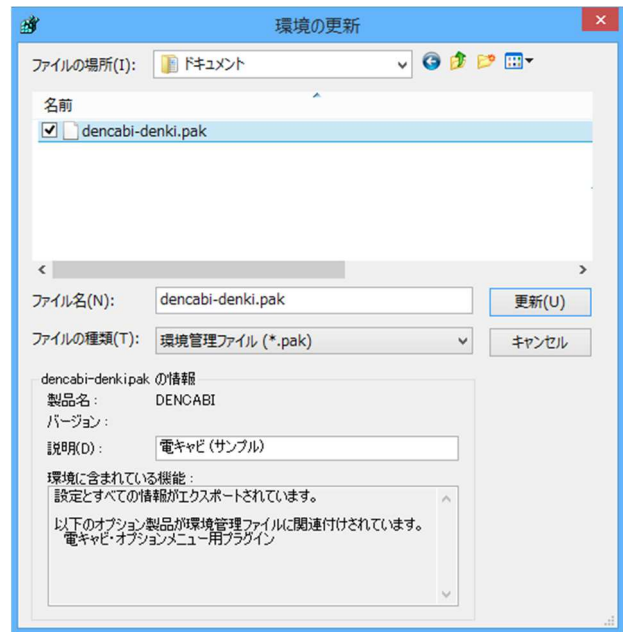 環境の更新
ファイルの場所(I):
ドキュメント
名前
dencabi-denki.pak
ファイル名(N):
dencabi-denki.pak
更新(U)
ファイルの種類(T):
環境管理ファイル (*.pak)
キャンセル
dencabi-denki.pak の情報
製品名:
DENCABI
バージョン:
説明(D):
電キャビ (サンプル)
環境に含まれている機能:
設定とすべての情報がエクスポートされています。
以下のオプション製品が環境管理ファイルに関連付けされています。
電キャビ・オプションメニュー用プラグイン